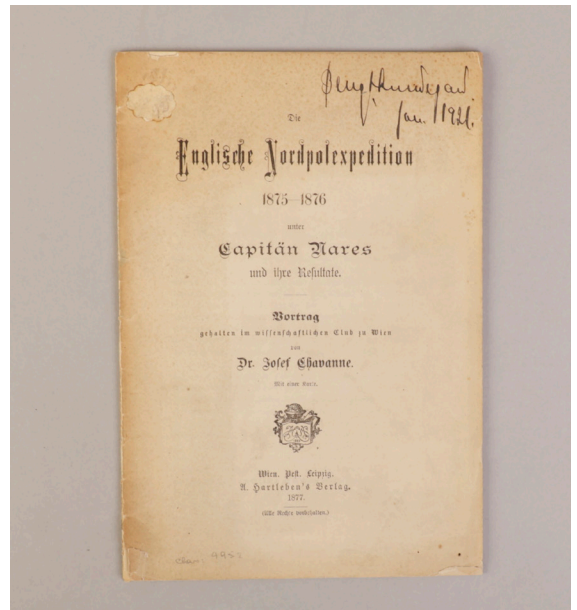 Jan. 1921.
Die
Englische Nordpolexpedition
1875–1876
unter
Capitän Nares
und ihre Resultate.
Vortrag
gehalten im wissenschaftlichen Club zu Wien
von
Dr. Josef Chavanne.
Mit einer Karte.
Wien. Pest. Leipzig.
A. Hartleben's Verlag.
1877.
(Alle Rechte vorbehalten.)